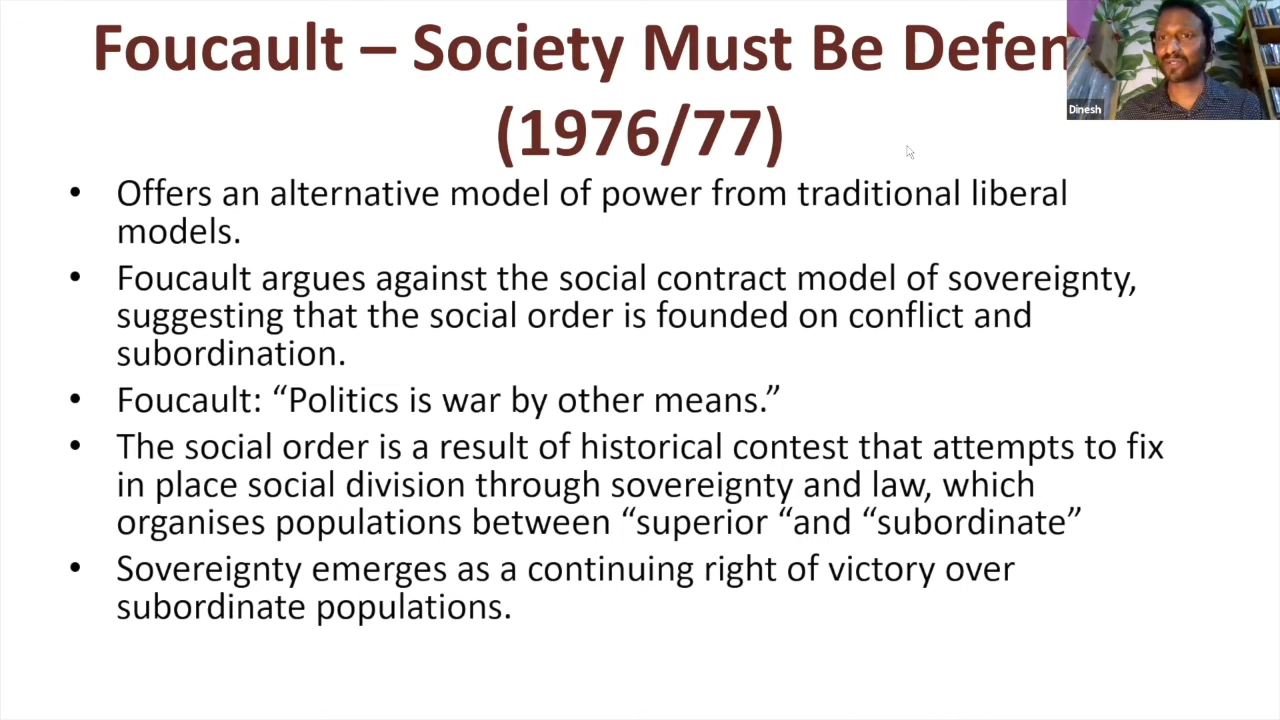 Foucault – Society Must Be Defen
(1976/77)
Dinesh
• Offers an alternative model of power from traditional liberal
models.
• Foucault argues against the social contract model of sovereignty,
suggesting that the social order is founded on conflict and
subordination.
• Foucault: “Politics is war by other means.”
• The social order is a result of historical contest that attempts to fix
in place social division through sovereignty and law, which
organises populations between “superior “and “subordinate”
• Sovereignty emerges as a continuing right of victory over
subordinate populations.